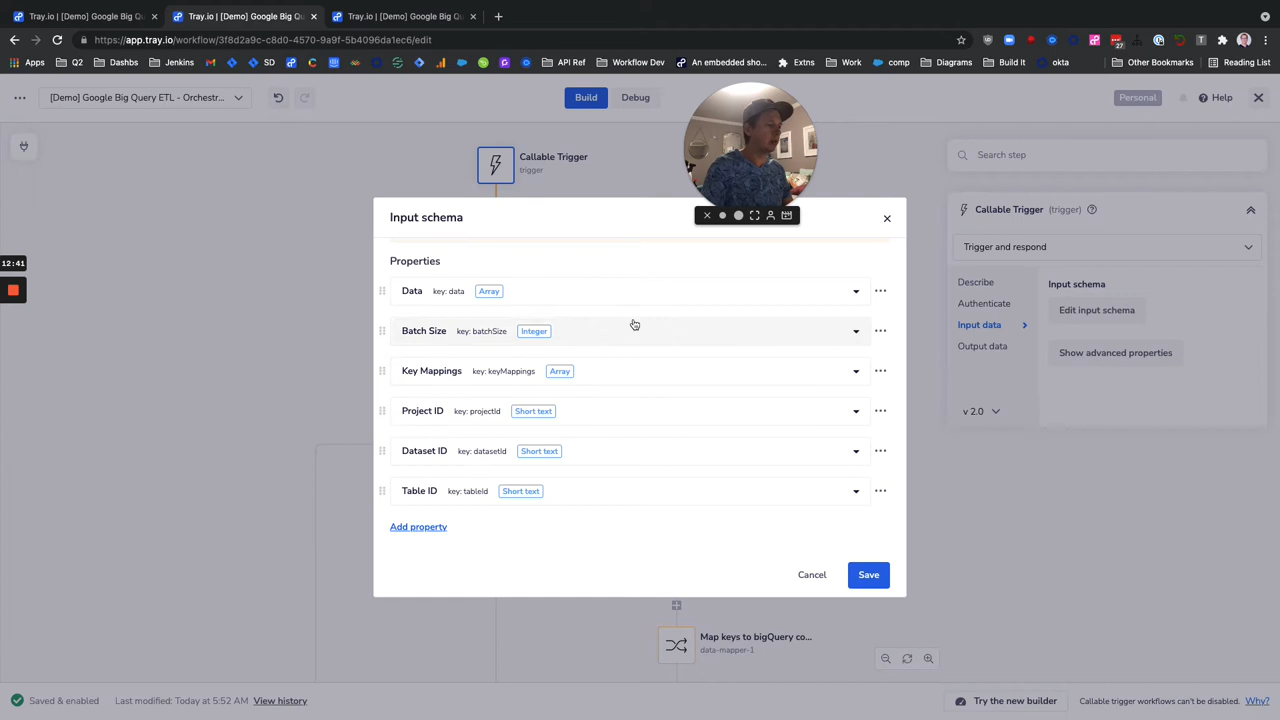 Tray.io | [Demo] Google Big Qu
Tray.io | [Demo] Google Big Qu
Tray.io | [Demo] Google Big Qu
https://app.tray.io/workflow/3f8d2a9c-c8d0-4570-9a9f-5b4096da1ec6/edit
Apps Q2 Dashbs Jenkins SD API Ref Workflow Dev An introduction to... Extns Work comp Diagrams Build It okta Other Bookmarks Reading List
27
[Demo] Google Big Query ETL - Orchestr...
Build
Debug
Personal
Help
Callable Trigger
trigger
Search step
Callable Trigger (trigger)
Trigger and respond
Describe
Authenticate
Input data
Output data
v 2.0
Input schema
Edit input schema
Show advanced properties
12:41
Input schema
Properties
Data key: data Array
Batch Size key: batchSize Integer
Key Mappings key: keyMappings Array
Project ID key: projectId Short text
Dataset ID key: datasetId Short text
Table ID key: tableId Short text
Add property
Cancel
Save
Map keys to bigQuery co...
data-mapper-1
Saved & enabled
Last modified: Today at 5:52 AM
View history
Try the new builder
Callable trigger workflows can't be disabled. Why?